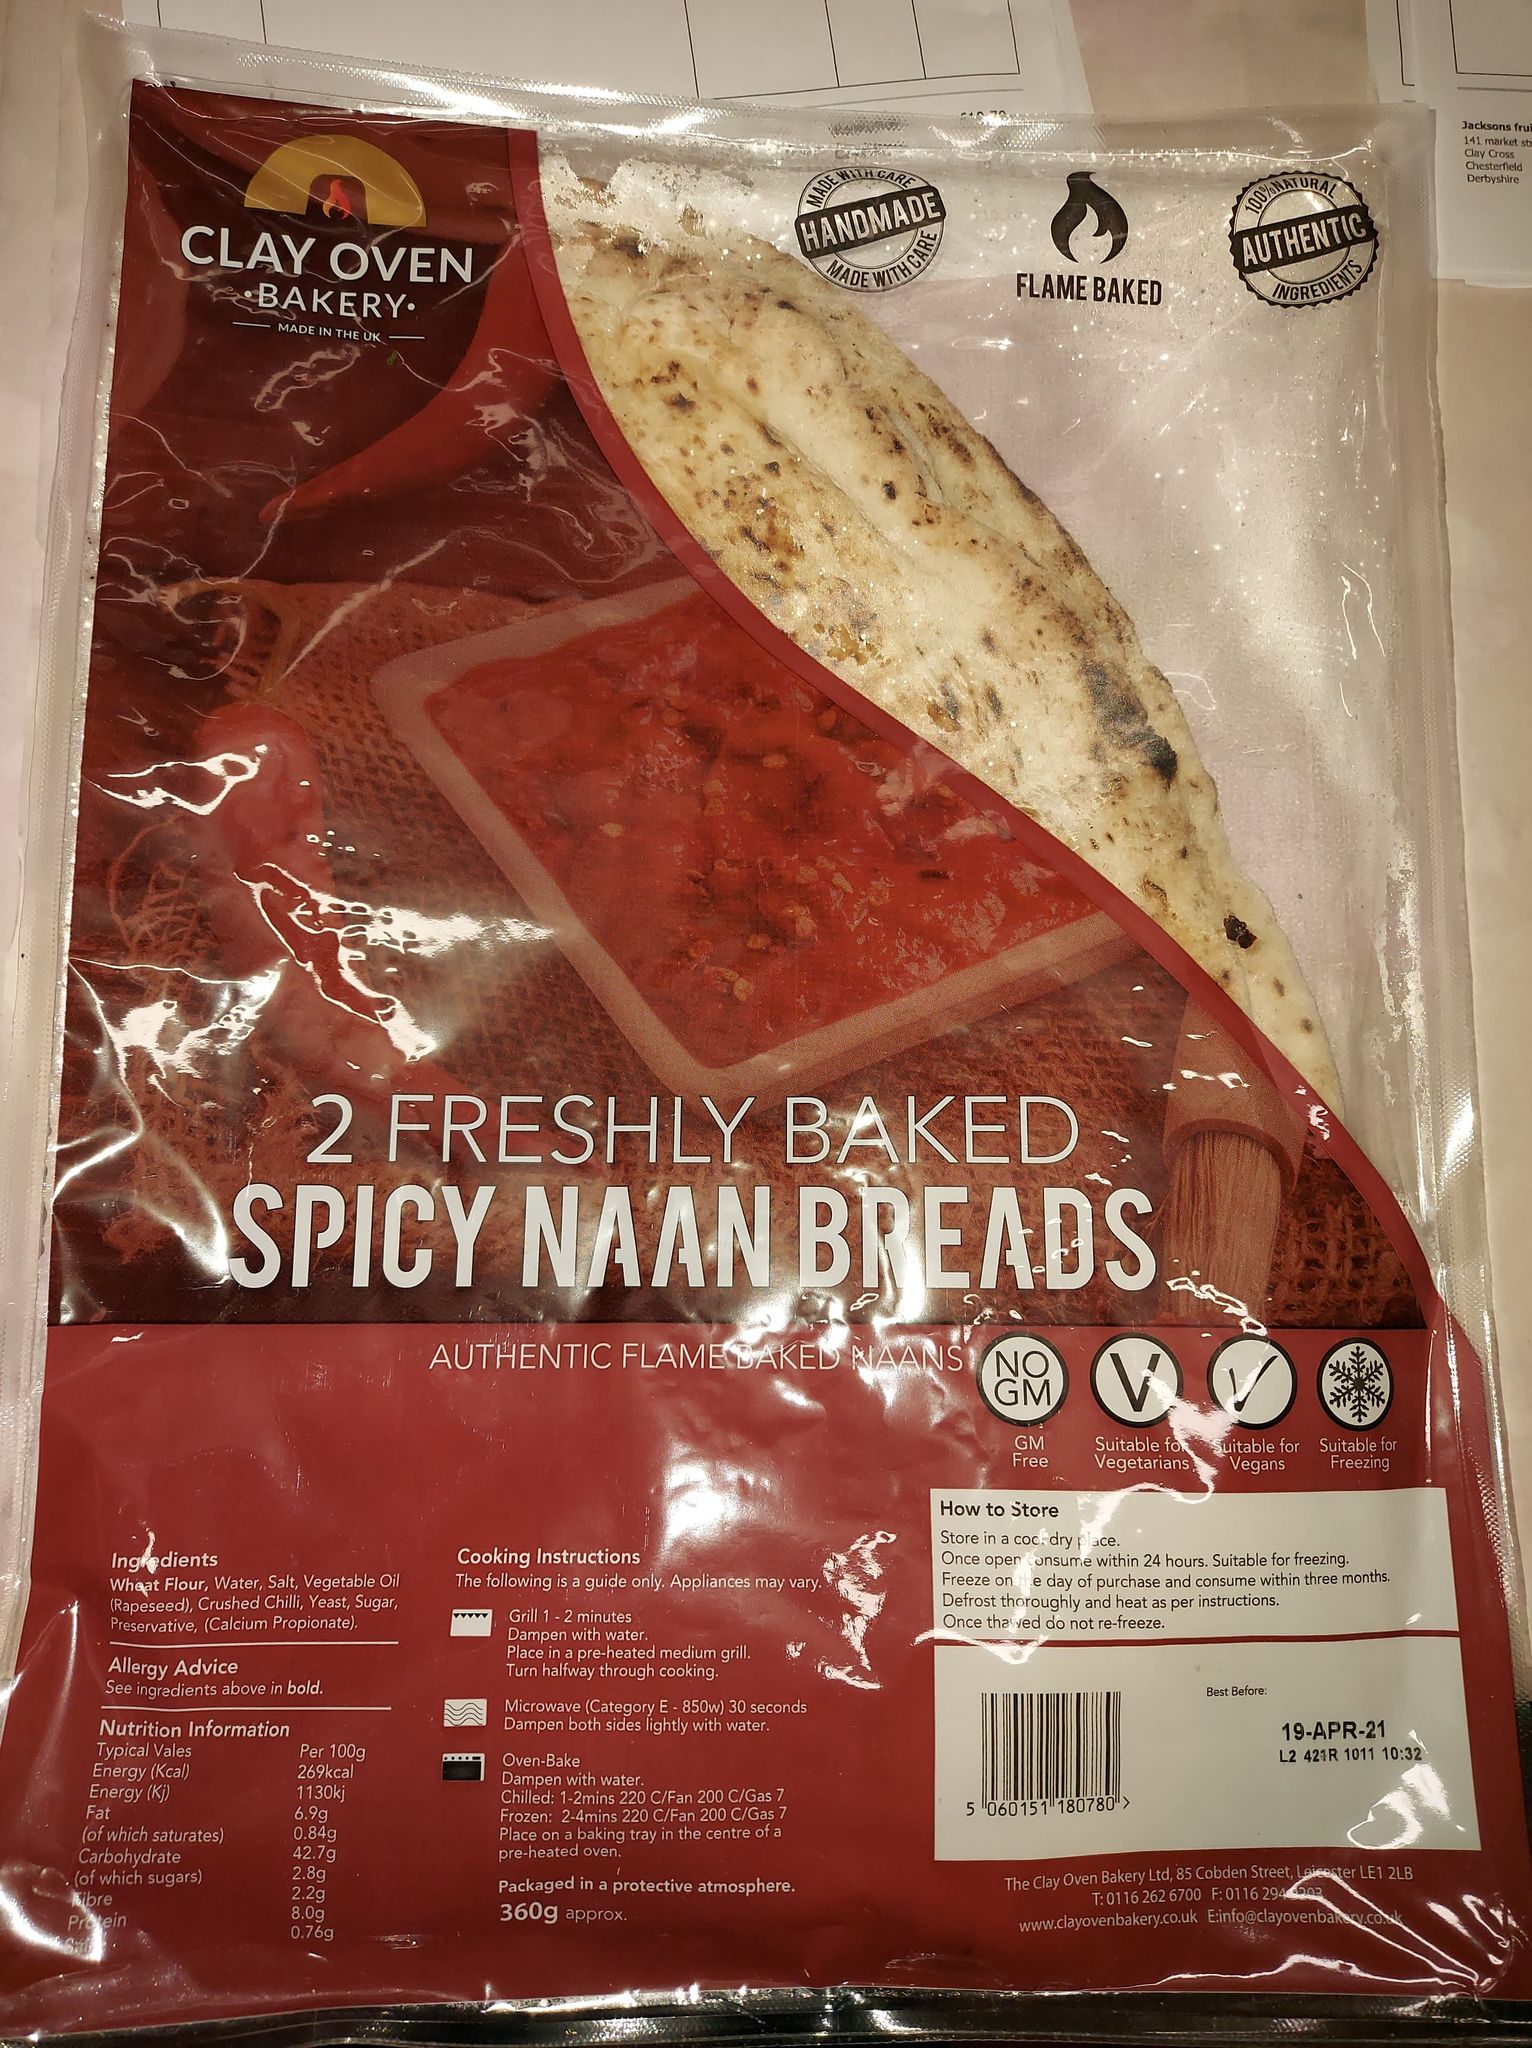 Jacksons
141 market
Clay Cross
Chesterfield
Derbyshire
CLAY OVEN
•BAKERY•
MADE IN THE UK
MADE WITH CARE
HANDMADE
MADE WITH CARE
FLAME BAKED
100% NATURAL
AUTHENTIC
INGREDIENTS
2 FRESHLY BAKED
SPICY NAAN BREADS
AUTHENTIC FLAME BAKED NAANS
NO
GM
GM
Free
V
Suitable for
Vegetarians
Suitable for
Vegans
Suitable for
Freezing
Ingredients
Wheat Flour, Water, Salt, Vegetable Oil
(Rapeseed), Crushed Chilli, Yeast, Sugar,
Preservative, (Calcium Propionate).
Allergy Advice
See ingredients above in bold.
Nutrition Information
Typical Vales Per 100g
Energy (Kcal) 269kcal
Energy (Kj) 1130kj
Fat 6.9g
(of which saturates) 0.84g
Carbohydrate 42.7g
(of which sugars) 2.8g
Fibre 2.2g
Protein 8.0g
0.76g
Cooking Instructions
The following is a guide only. Appliances may vary.
Grill 1 - 2 minutes
Dampen with water.
Place in a pre-heated medium grill.
Turn halfway through cooking.
Microwave (Category E - 850w) 30 seconds
Dampen both sides lightly with water.
Oven-Bake
Dampen with water.
Chilled: 1-2mins 220 C/Fan 200 C/Gas 7
Frozen: 2-4mins 220 C/Fan 200 C/Gas 7
Place on a baking tray in the centre of a
pre-heated oven.
Packaged in a protective atmosphere.
360g approx.
How to Store
Store in a cool dry place.
Once open consume within 24 hours. Suitable for freezing.
Freeze on the day of purchase and consume within three months.
Defrost thoroughly and heat as per instructions.
Once thawed do not re-freeze.
Best Before:
19-APR-21
L2 421R 1011 10:32
5 060151 180780 >
The Clay Oven Bakery Ltd, 85 Cobden Street, Leicester LE1 2LB
T: 0116 262 6700 F: 0116 294
www.clayovenbakery.co.uk E:info@clayovenbakery.co.uk